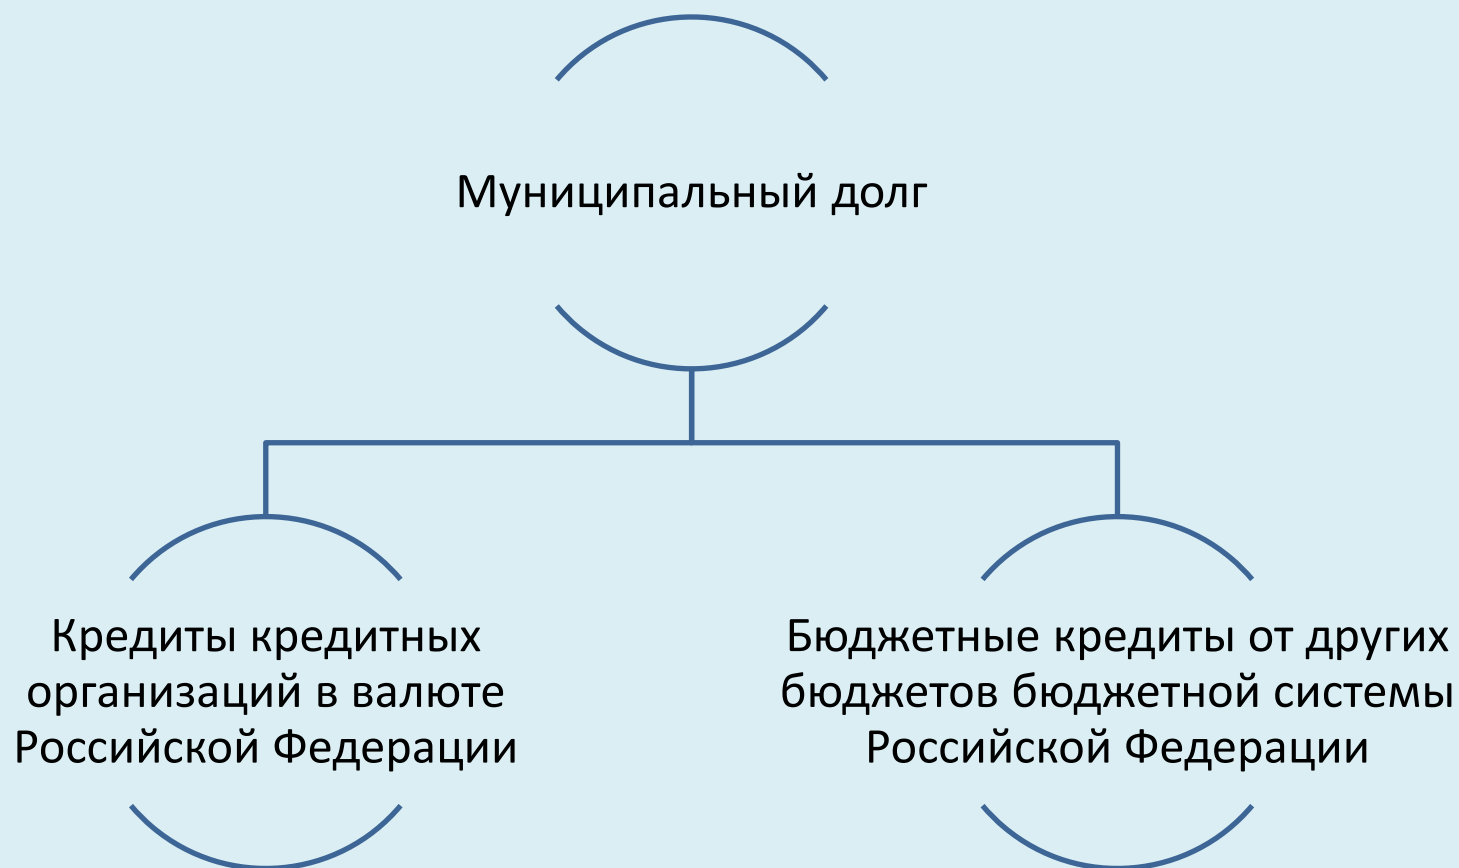 Муниципальный долг
Кредиты кредитных
организаций в валюте
Российской Федерации
Бюджетные кредиты от других
бюджетов бюджетной системы
Российской Федерации